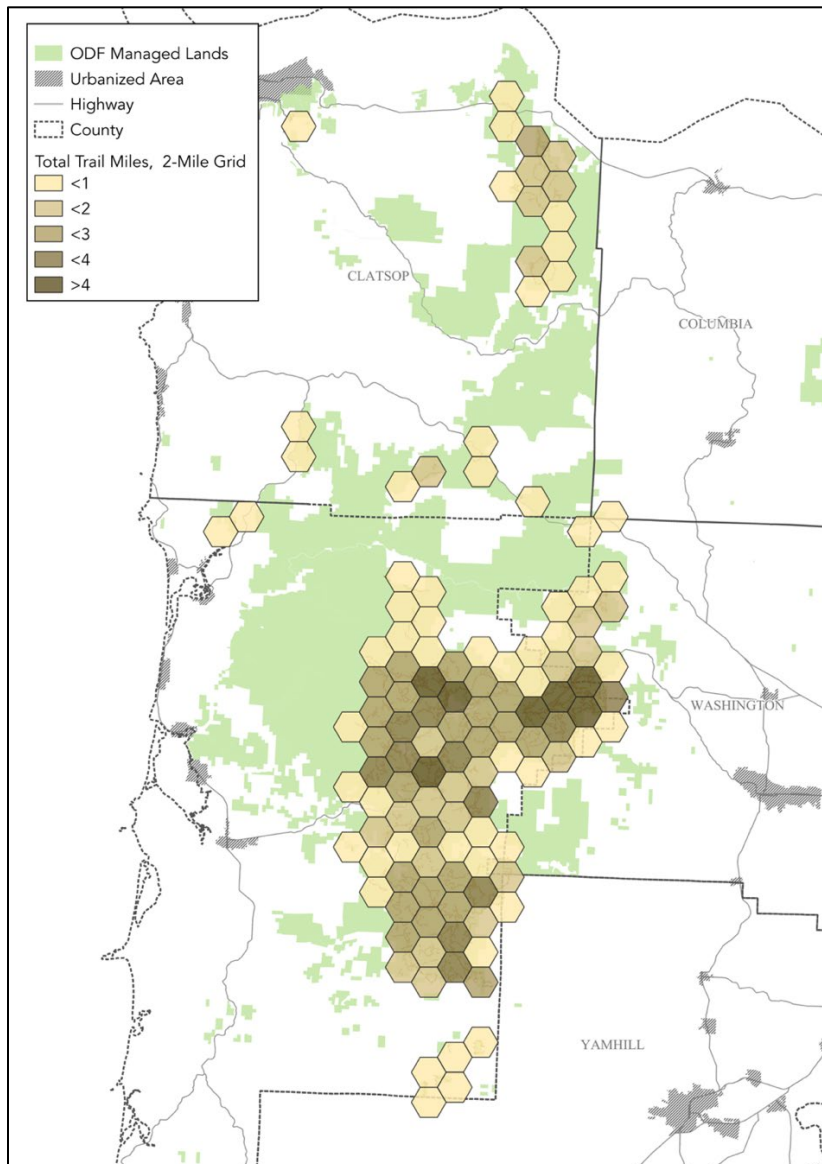 ODF Managed Lands
Urbanized Area
Highway
County
Total Trail Miles, 2-Mile Grid
<1
<2
<3
<4
>4
CLATSOP
COLUMBIA
WASHINGTON
YAMHILL